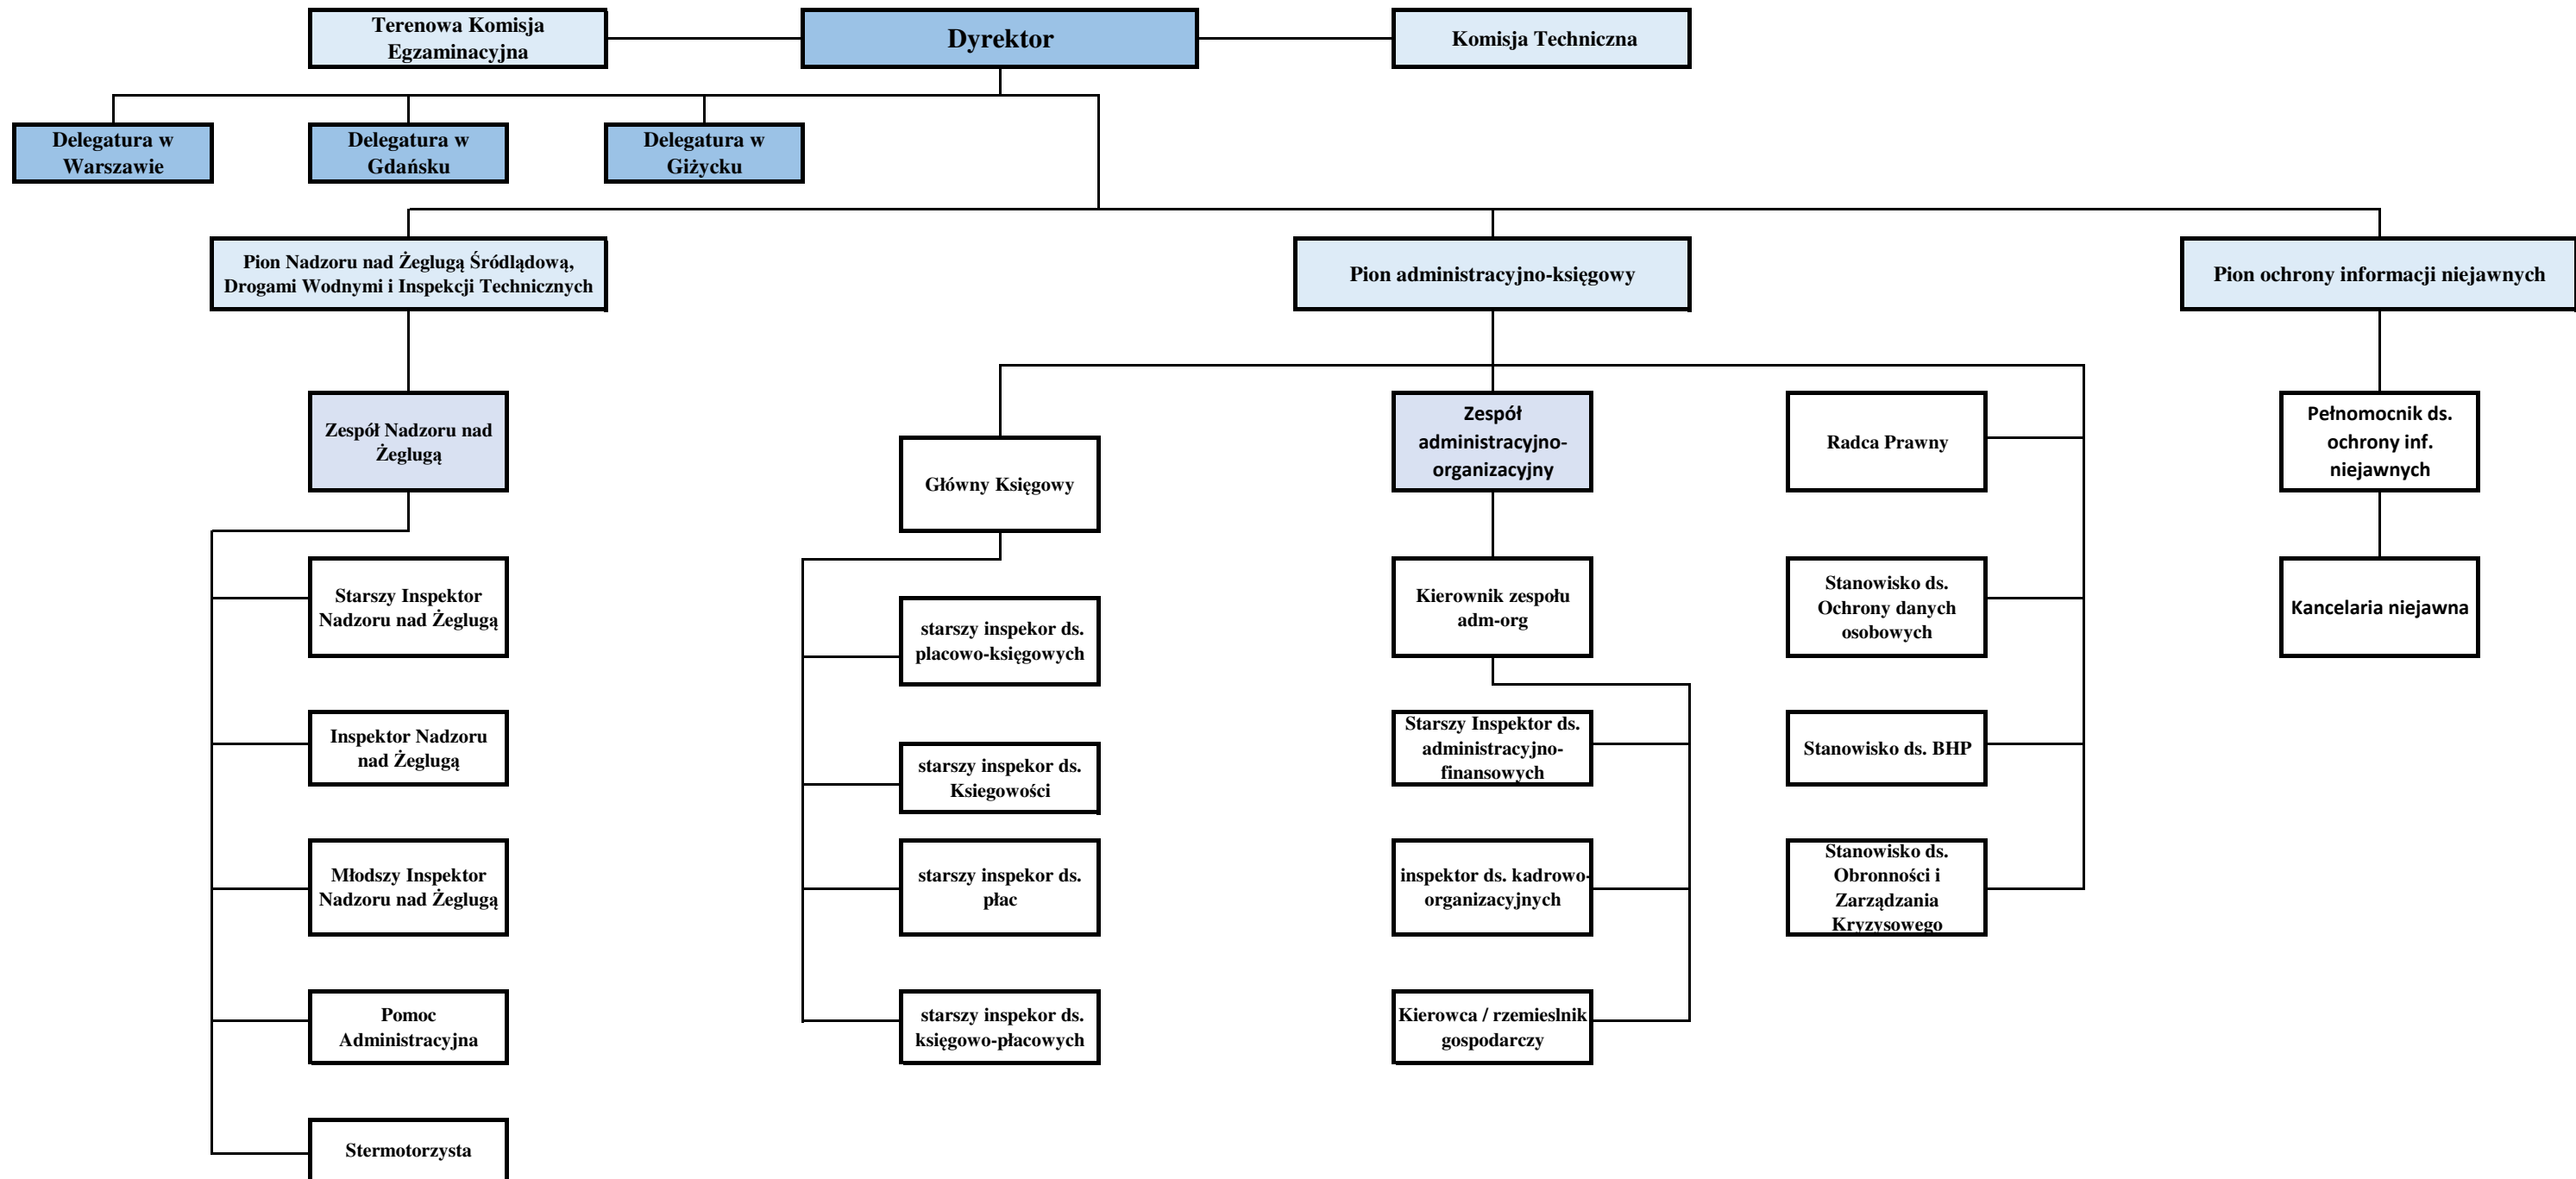 Terenowa Komisja
Egzaminacyjna
Dyrektor
Komisja Techniczna
Delegatura w
Warszawie
Delegatura w
Gdańsku
Delegatura w
Giżycku
Pion Nadzoru nad Żeglugą Śródlądową,
Drogami Wodnymi i Inspekcji Technicznych
Pion administracyjno-księgowy
Pion ochrony informacji niejawnych
Zespół Nadzoru nad
Żeglugą
Główny Księgowy
Zespół
administracyjno-
organizacyjny
Radca Prawny
Pełnomocnik ds.
ochrony inf.
niejawnych
Starszy Inspektor
Nadzoru nad Żeglugą
starszy inspekor ds.
placowo-księgowych
Kierownik zespołu
adm-org
Stanowisko ds.
Ochrony danych
osobowych
Kancelaria niejawna
Inspektor Nadzoru
nad Żeglugą
starszy inspekor ds.
Ksiegowości
Starszy Inspektor ds.
administracyjno-
finansowych
Stanowisko ds. BHP
Młodszy Inspektor
Nadzoru nad Żeglugą
starszy inspekor ds.
płac
inspektor ds. kadrowo-
organizacyjnych
Stanowisko ds.
Obronności i
Zarządzania
Kryzysowego
Pomoc
Administracyjna
starszy inspekor ds.
księgowo-płacowych
Kierowca / rzemieslnik
gospodarczy
Stermotorzysta